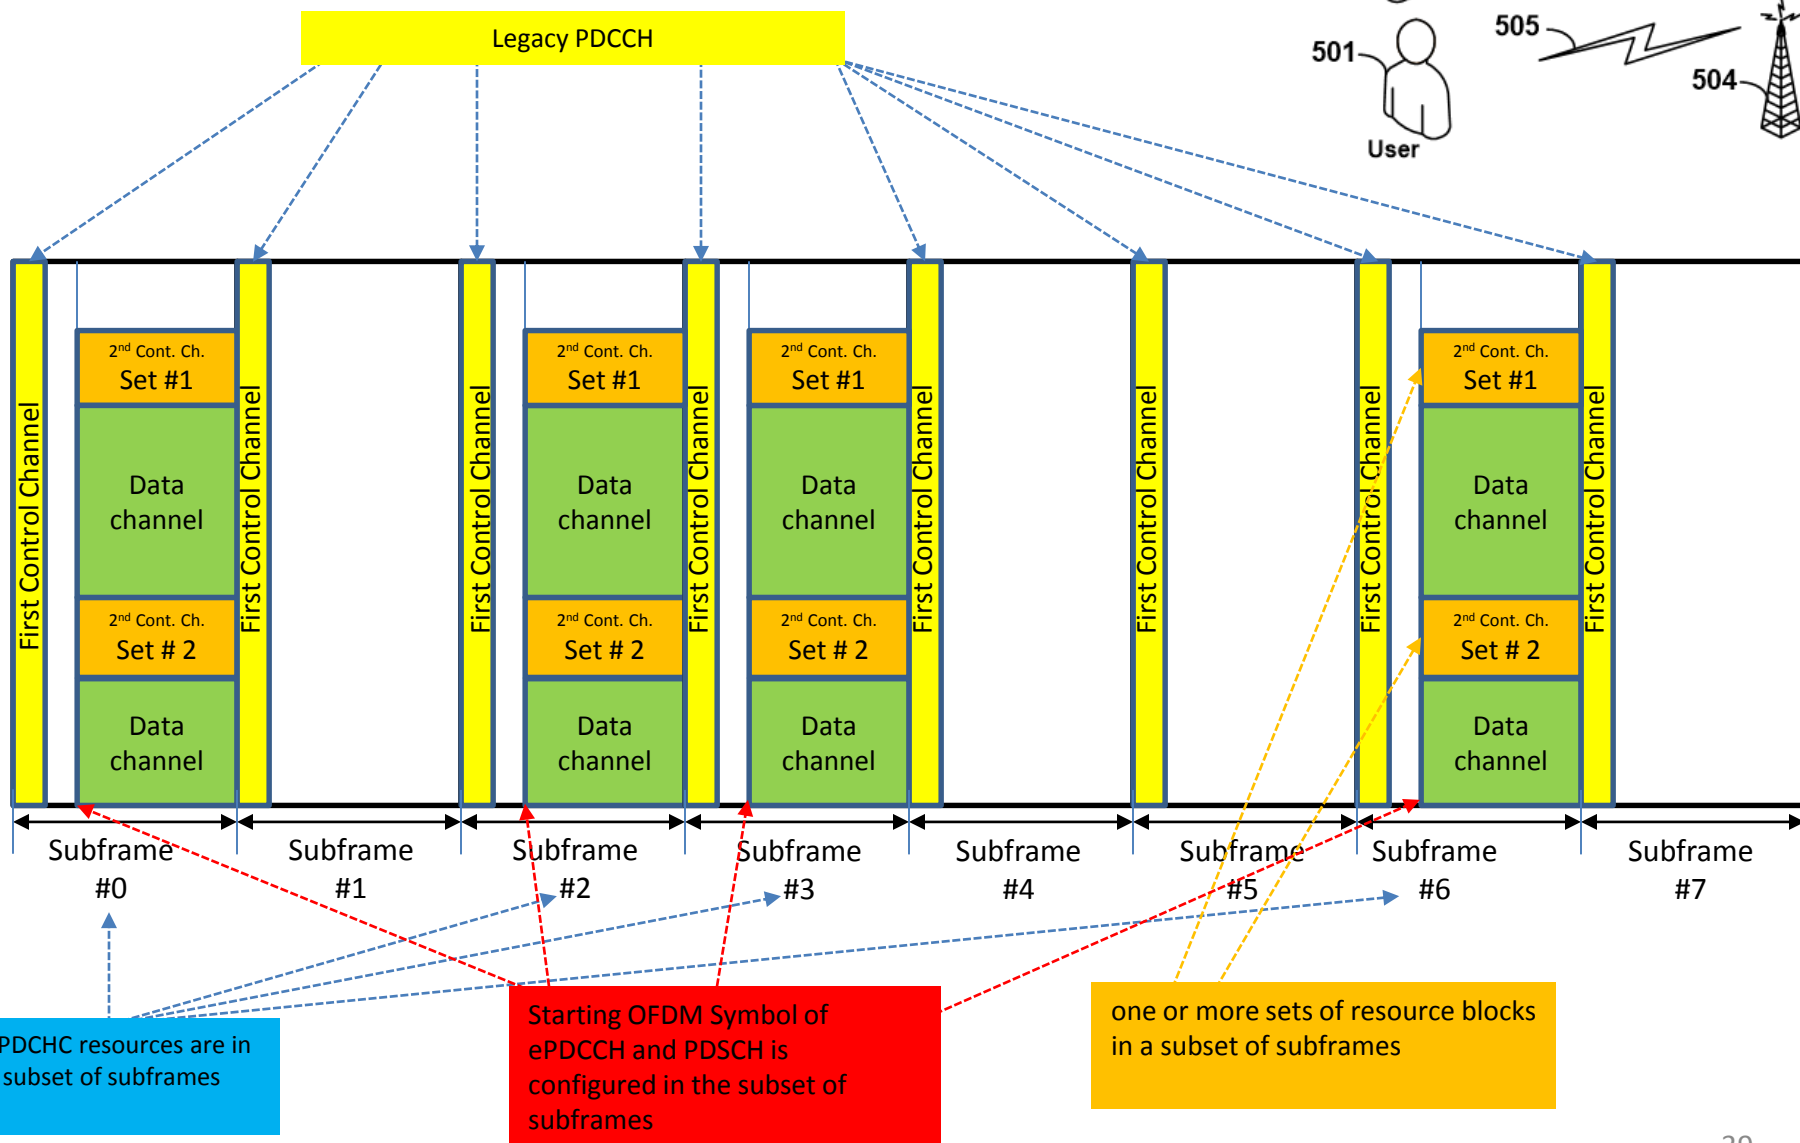 Legacy PDCCH
501
505
504
User
First Control Channel
2nd Cont. Ch.
Set #1
Data
channel
2nd Cont. Ch.
Set # 2
Data
channel
First Control Channel
First Control Channel
2nd Cont. Ch.
Set #1
Data
channel
2nd Cont. Ch.
Set # 2
Data
channel
First Control Channel
2nd Cont. Ch.
Set #1
Data
channel
2nd Cont. Ch.
Set # 2
Data
channel
First Control Channel
First Control Channel
First Control Channel
2nd Cont. Ch.
Set #1
Data
channel
2nd Cont. Ch.
Set # 2
Data
channel
First Control Channel
Subframe
#0
Subframe
#1
Subframe
#2
Subframe
#3
Subframe
#4
Subframe
#5
Subframe
#6
Subframe
#7
PDCHC resources are in
subset of subframes
Starting OFDM Symbol of
ePDCCH and PDSCH is
configured in the subset of
subframes
one or more sets of resource blocks
in a subset of subframes